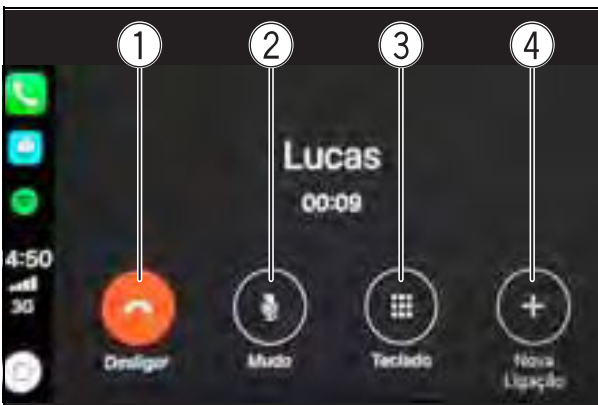 1 2 3 4
Lucas
00:09
4:50
3G
Desligar Mudo Teclado Nova
Ligação